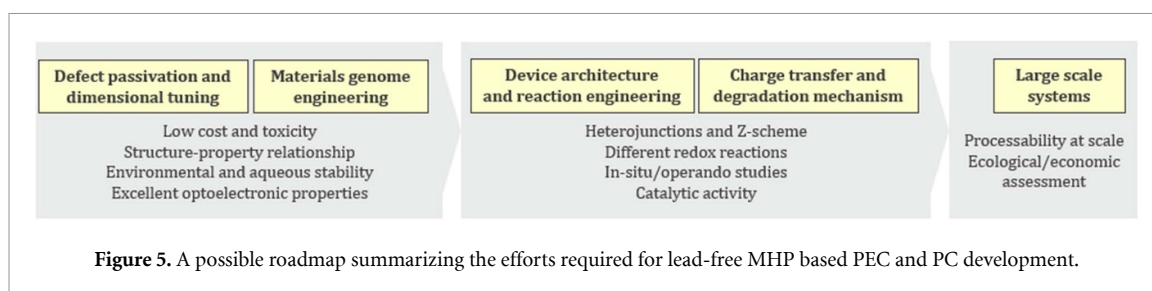 Defect passivation and
dimensional tuning
Materials genome
engineering
Low cost and toxicity
Structure-property relationship
Environmental and aqueous stability
Excellent optoelectronic properties
Device architecture
and reaction engineering
Charge transfer and
degradation mechanism
Heterojunctions and Z-scheme
Different redox reactions
In-situ/operando studies
Catalytic activity
Large scale
systems
Processability at scale
Ecological/economic
assessment
Figure 5. A possible roadmap summarizing the efforts required for lead-free MHP based PEC and PC development.